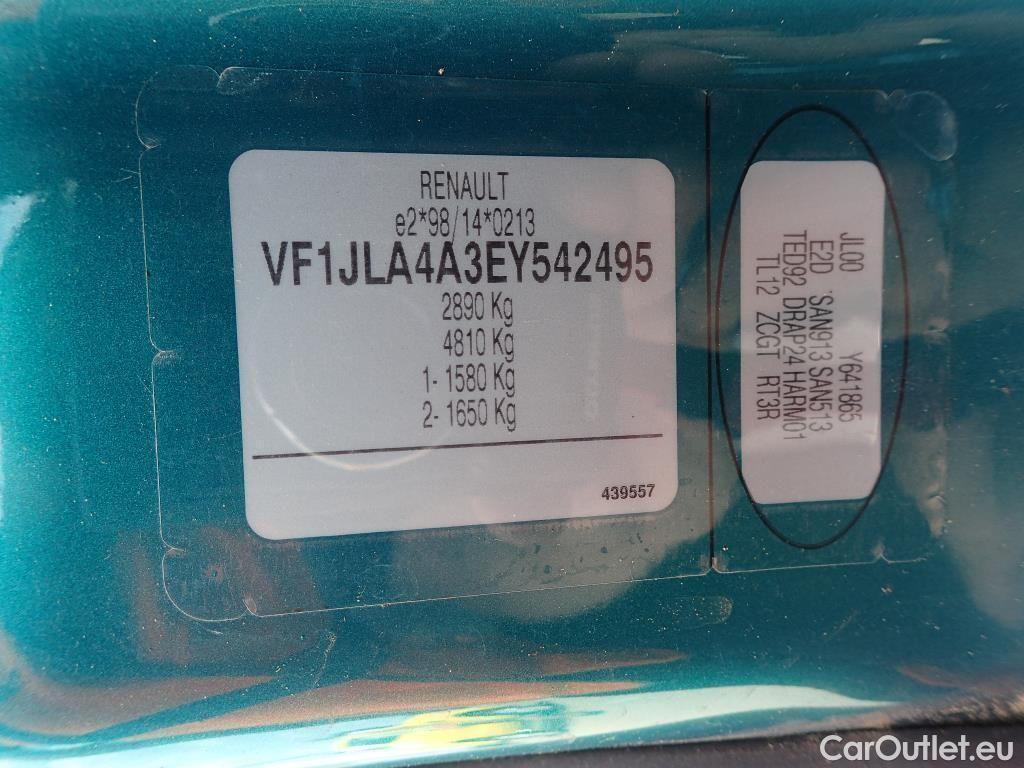 RENAULT
e2*98/14*0213
VF1JLA4A3EY542495
2890 Kg
4810 Kg
1- 1580 Kg
2- 1650 Kg
439557
JL00 Y641865
E2D 'SAN913 SAN513
TED92 DRAP24 HARM01
TL12 ZCGT RT3R
CarOutlet.eu